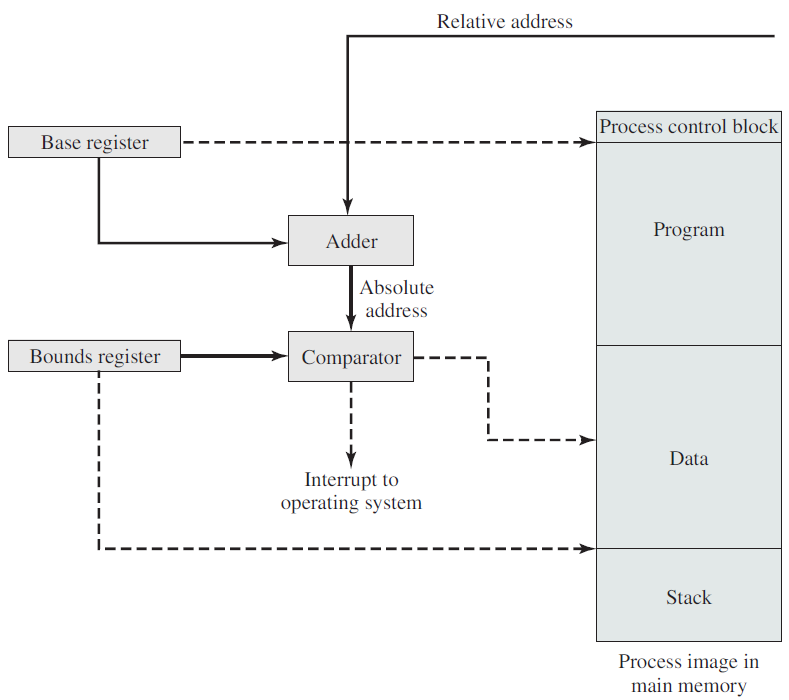 Relative address
Process control block
Base register
Program
Adder
Absolute
address
Bounds register
Comparator
Data
Interrupt to
operating system
Stack
Process image in
main memory